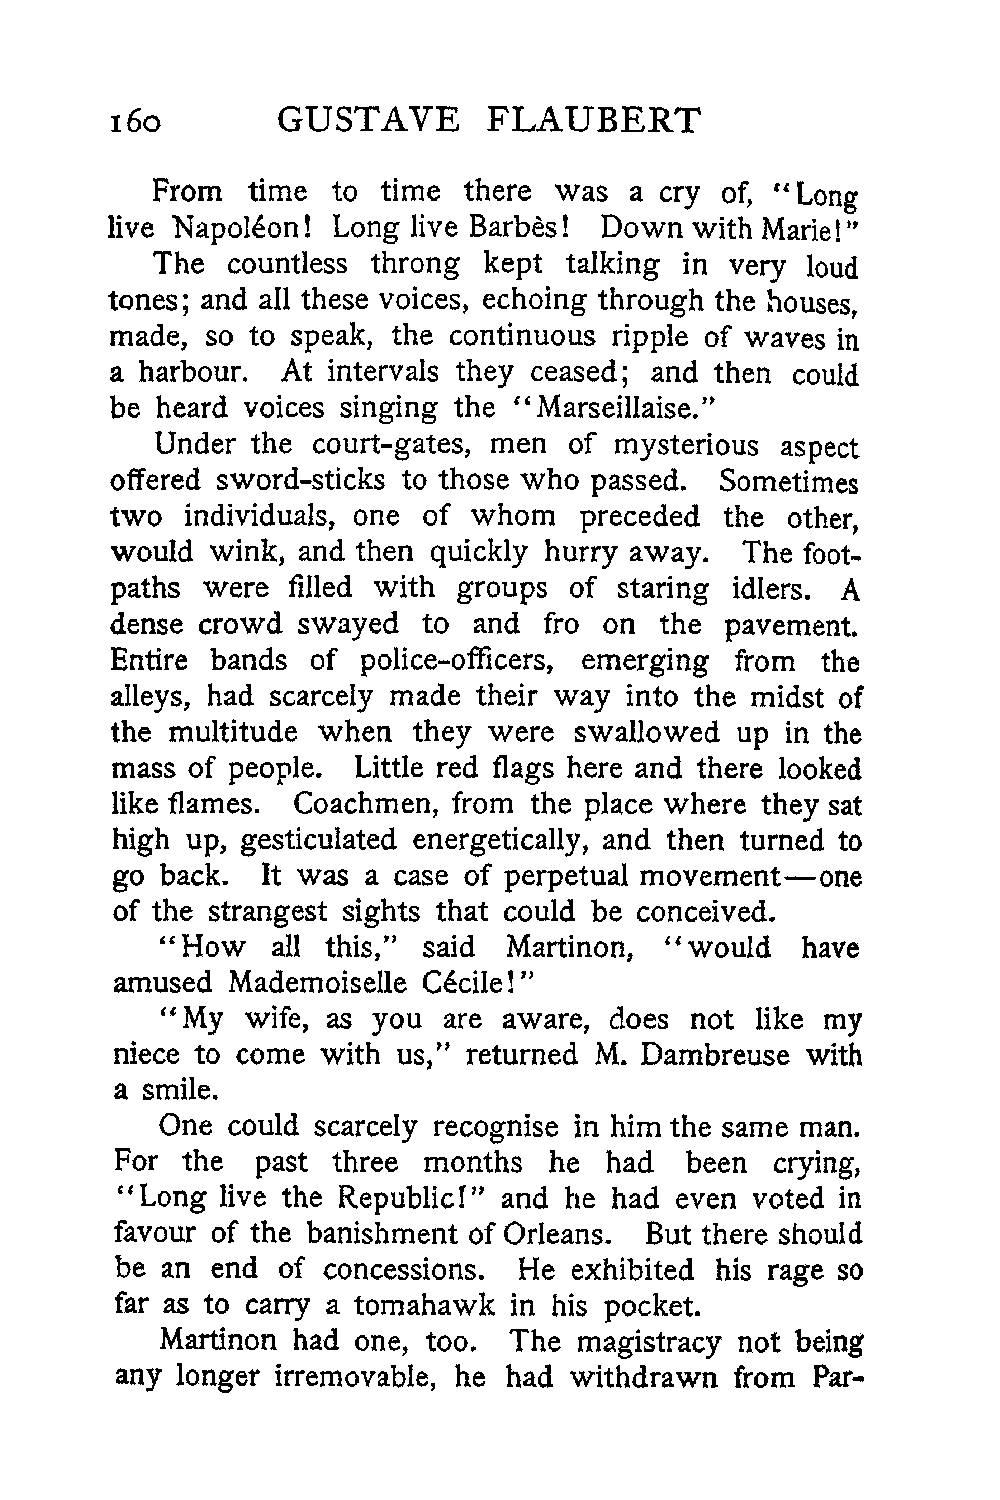 160 GUSTAVE FLAUBERT
From time to time there was a cry of, "Long
live Napoléon! Long live Barbès! Down with Marie!"
The countless throng kept talking in very loud
tones; and all these voices, echoing through the houses,
made, so to speak, the continuous ripple of waves in
a harbour. At intervals they ceased; and then could
be heard voices singing the "Marseillaise."
Under the court-gates, men of mysterious aspect
offered sword-sticks to those who passed. Sometimes
two individuals, one of whom preceded the other,
would wink, and then quickly hurry away. The foot-
paths were filled with groups of staring idlers. A
dense crowd swayed to and fro on the pavement.
Entire bands of police-officers, emerging from the
alleys, had scarcely made their way into the midst of
the multitude when they were swallowed up in the
mass of people. Little red flags here and there looked
like flames. Coachmen, from the place where they sat
high up, gesticulated energetically, and then turned to
go back. It was a case of perpetual movement—one
of the strangest sights that could be conceived.
"How all this," said Martinon, "would have
amused Mademoiselle Cécile!"
"My wife, as you are aware, does not like my
niece to come with us," returned M. Dambreuse with
a smile.
One could scarcely recognise in him the same man.
For the past three months he had been crying,
"Long live the Republic!" and he had even voted in
favour of the banishment of Orleans. But there should
be an end of concessions. He exhibited his rage so
far as to carry a tomahawk in his pocket.
Martinon had one, too. The magistracy not being
any longer irremovable, he had withdrawn from Par-